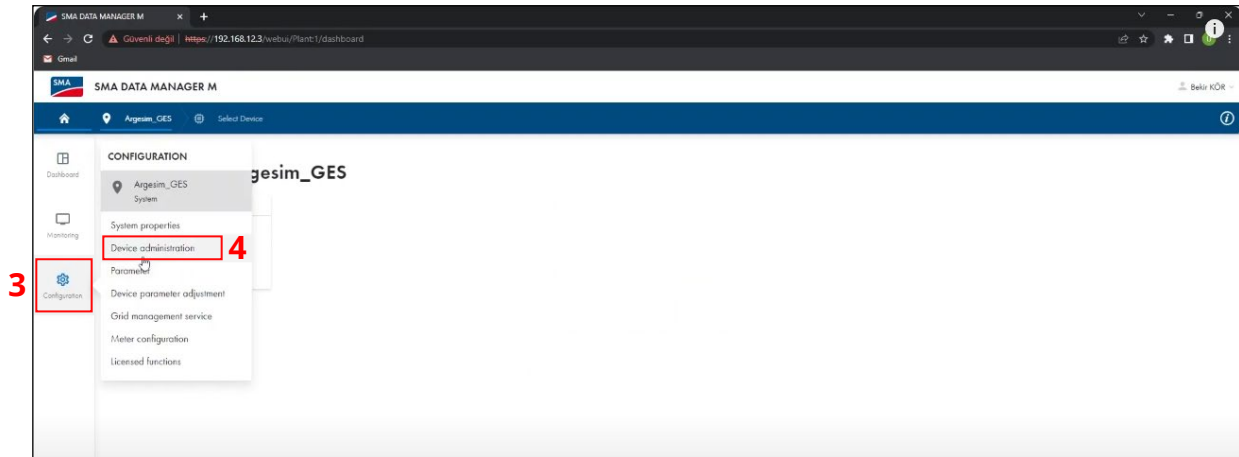 SMA DATA MANAGER M
Güvenli değil | https://192.168.12.3/webui/Plant:1/dashboard
Gmail
SMA
SMA DATA MANAGER M
Bekir KÖR
Argesim_GES
Select Device
Dashboard
Monitoring
3
Configuration
CONFIGURATION
Argesim_GES
System
System properties
Device administration
4
Parameter
Device parameter adjustment
Grid management service
Meter configuration
Licensed functions
gesim_GES